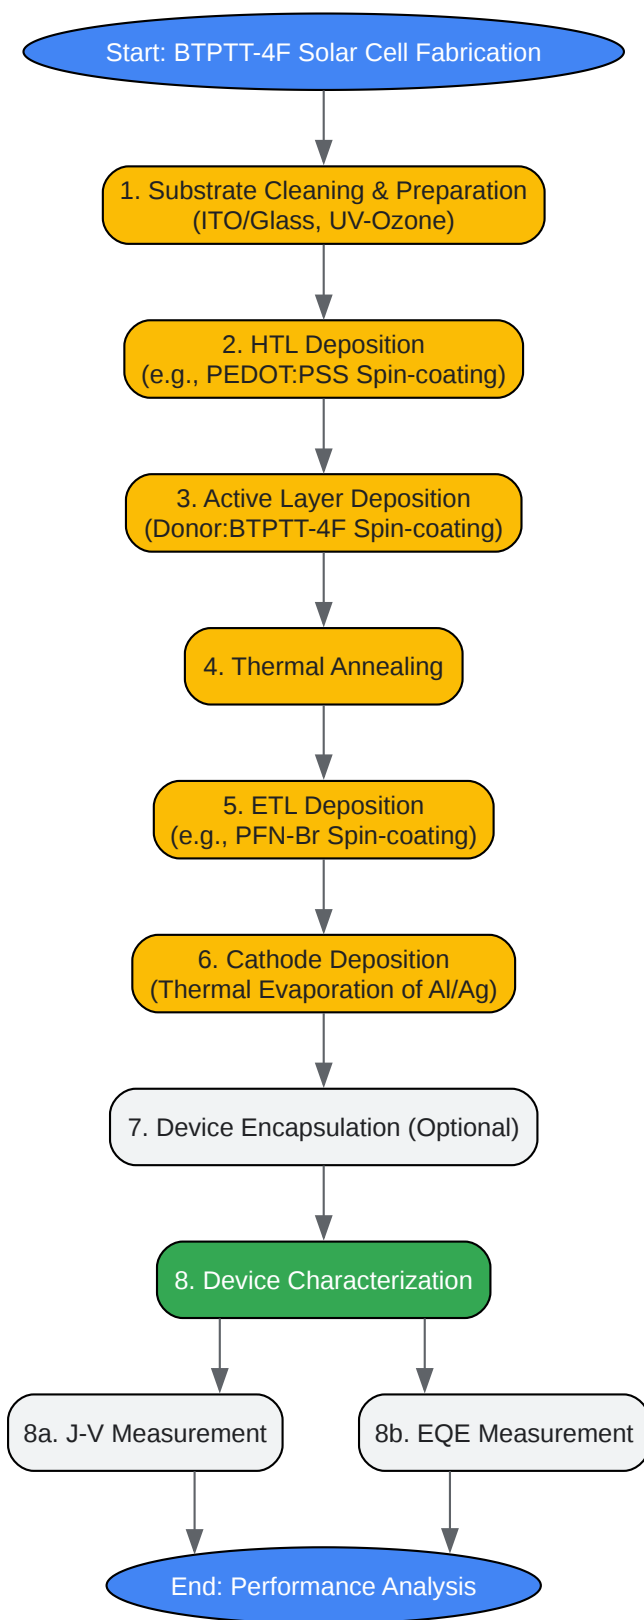 Start: BTPTT-4F Solar Cell Fabrication
1. Substrate Cleaning & Preparation
(ITO/Glass, UV-Ozone)
2. HTL Deposition
(e.g., PEDOT:PSS Spin-coating)
3. Active Layer Deposition
(Donor:BTPTT-4F Spin-coating)
4. Thermal Annealing
5. ETL Deposition
(e.g., PFN-Br Spin-coating)
6. Cathode Deposition
(Thermal Evaporation of Al/Ag)
7. Device Encapsulation (Optional)
8. Device Characterization
8a. J-V Measurement
8b. EQE Measurement
End: Performance Analysis